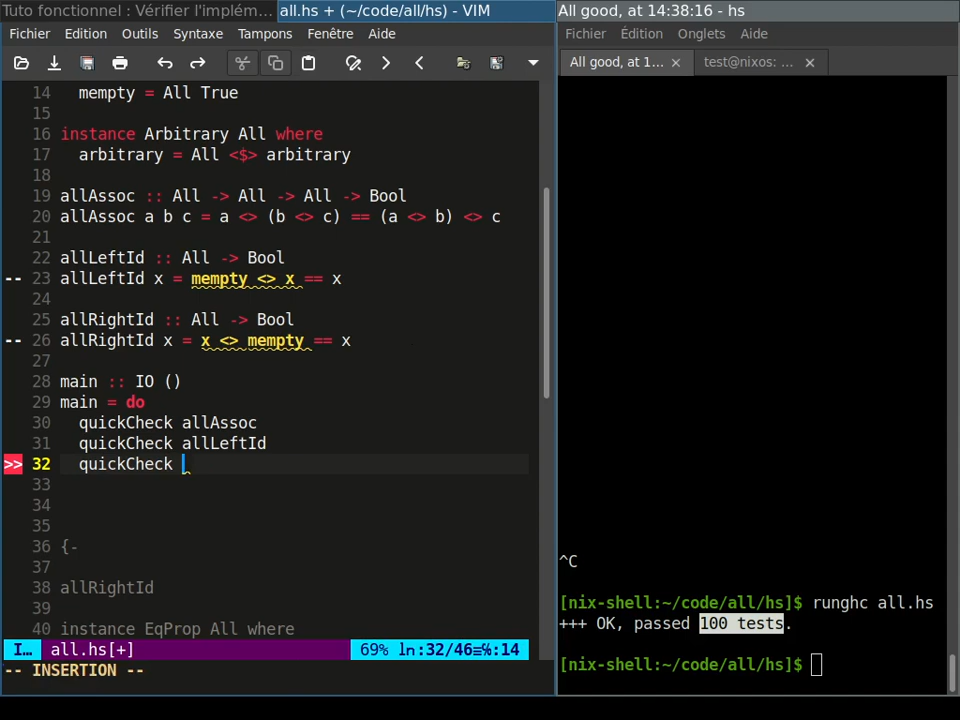 Tuto fonctionnel : Vérifier l'implém…
all.hs + (~/code/all/hs) - VIM
Fichier Edition Outils Syntaxe Tampons Fenêtre Aide
14 mempty = All True
15
16 instance Arbitrary All where
17 arbitrary = All <$> arbitrary
18
19 allAssoc :: All -> All -> All -> Bool
20 allAssoc a b c = a <> (b <> c) == (a <> b) <> c
21
22 allLeftId :: All -> Bool
-- 23 allLeftId x = mempty <> x == x
24
25 allRightId :: All -> Bool
-- 26 allRightId x = x <> mempty == x
27
28 main :: IO ()
29 main = do
30 quickCheck allAssoc
31 quickCheck allLeftId
>> 32 quickCheck
33
34
35
36 {-
37
38 allRightId
39
40 instance EqProp All where
I… all.hs[+] 69% ln:32/46≡℅:14
-- INSERTION --
All good, at 14:38:16 - hs
Fichier Édition Onglets Aide
All good, at 1… ×
test@nixos: … ×
^C
[nix-shell:~/code/all/hs]$ runghc all.hs
+++ OK, passed 100 tests.
[nix-shell:~/code/all/hs]$